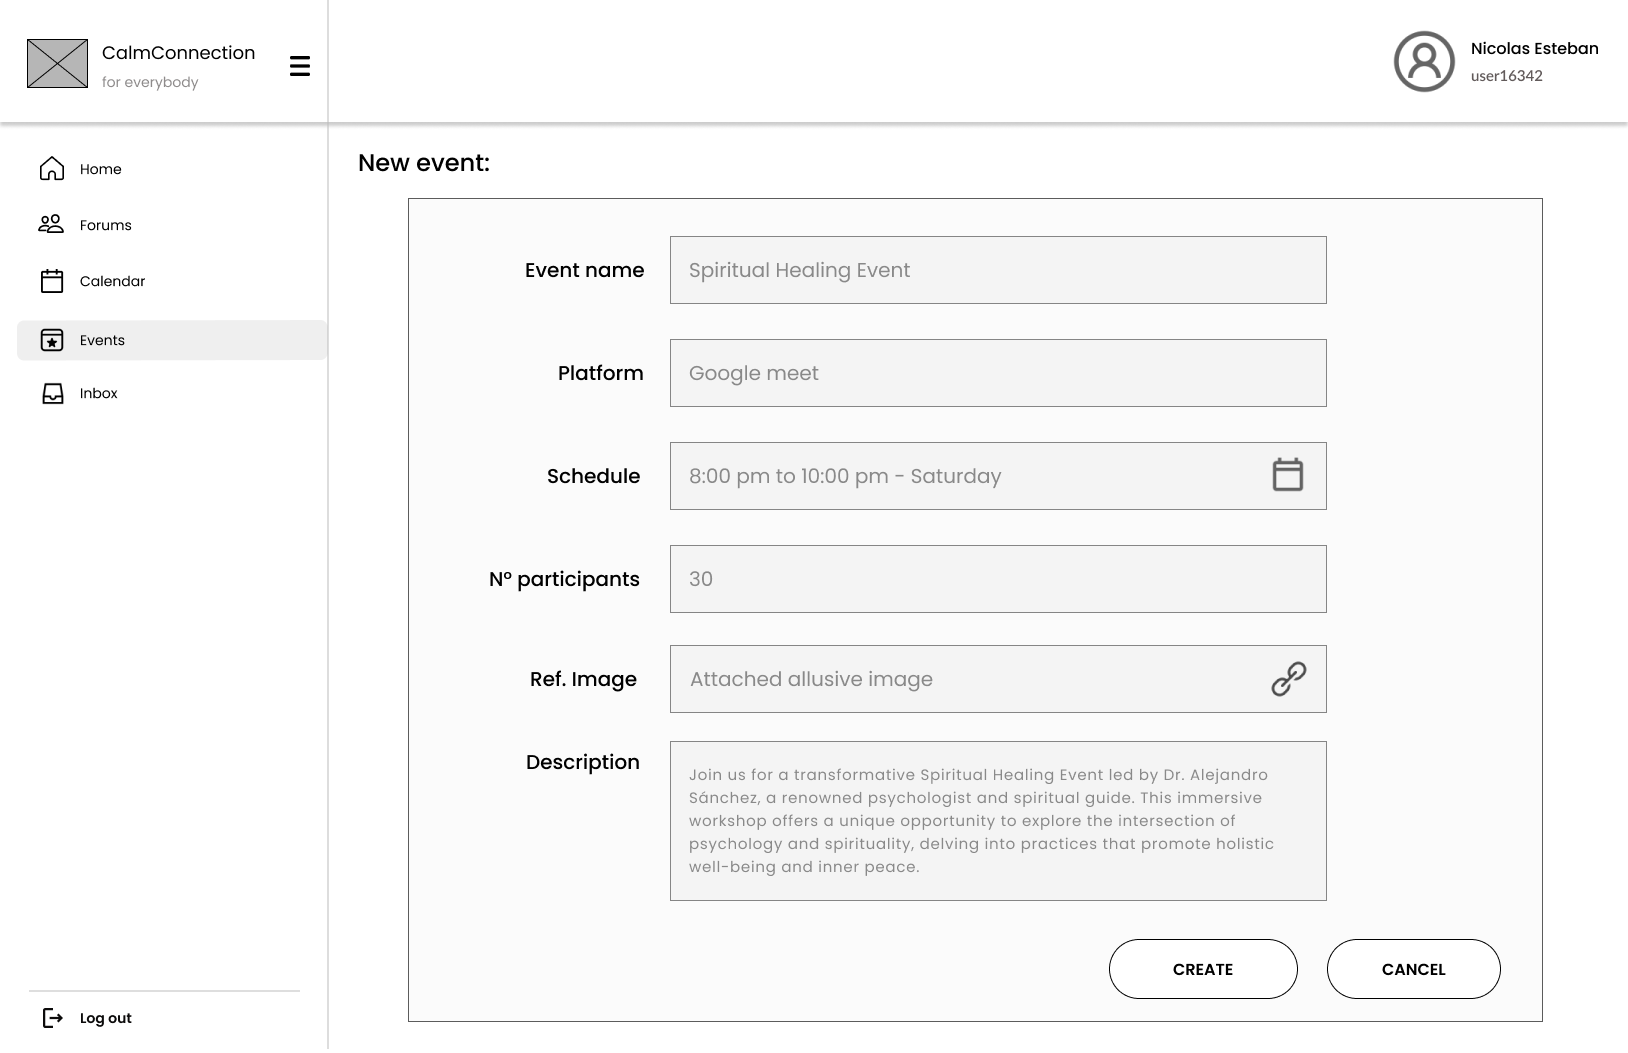 CalmConnection
for everybody
Nicolas Esteban
user16342
Home
Forums
Calendar
Events
Inbox
Log out
New event:
Event name
Spiritual Healing Event
Platform
Google meet
Schedule
8:00 pm to 10:00 pm - Saturday
Nº participants
30
Ref. Image
Attached allusive image
Description
Join us for a transformative Spiritual Healing Event led by Dr. Alejandro
Sánchez, a renowned psychologist and spiritual guide. This immersive
workshop offers a unique opportunity to explore the intersection of
psychology and spirituality, delving into practices that promote holistic
well-being and inner peace.
CREATE
CANCEL